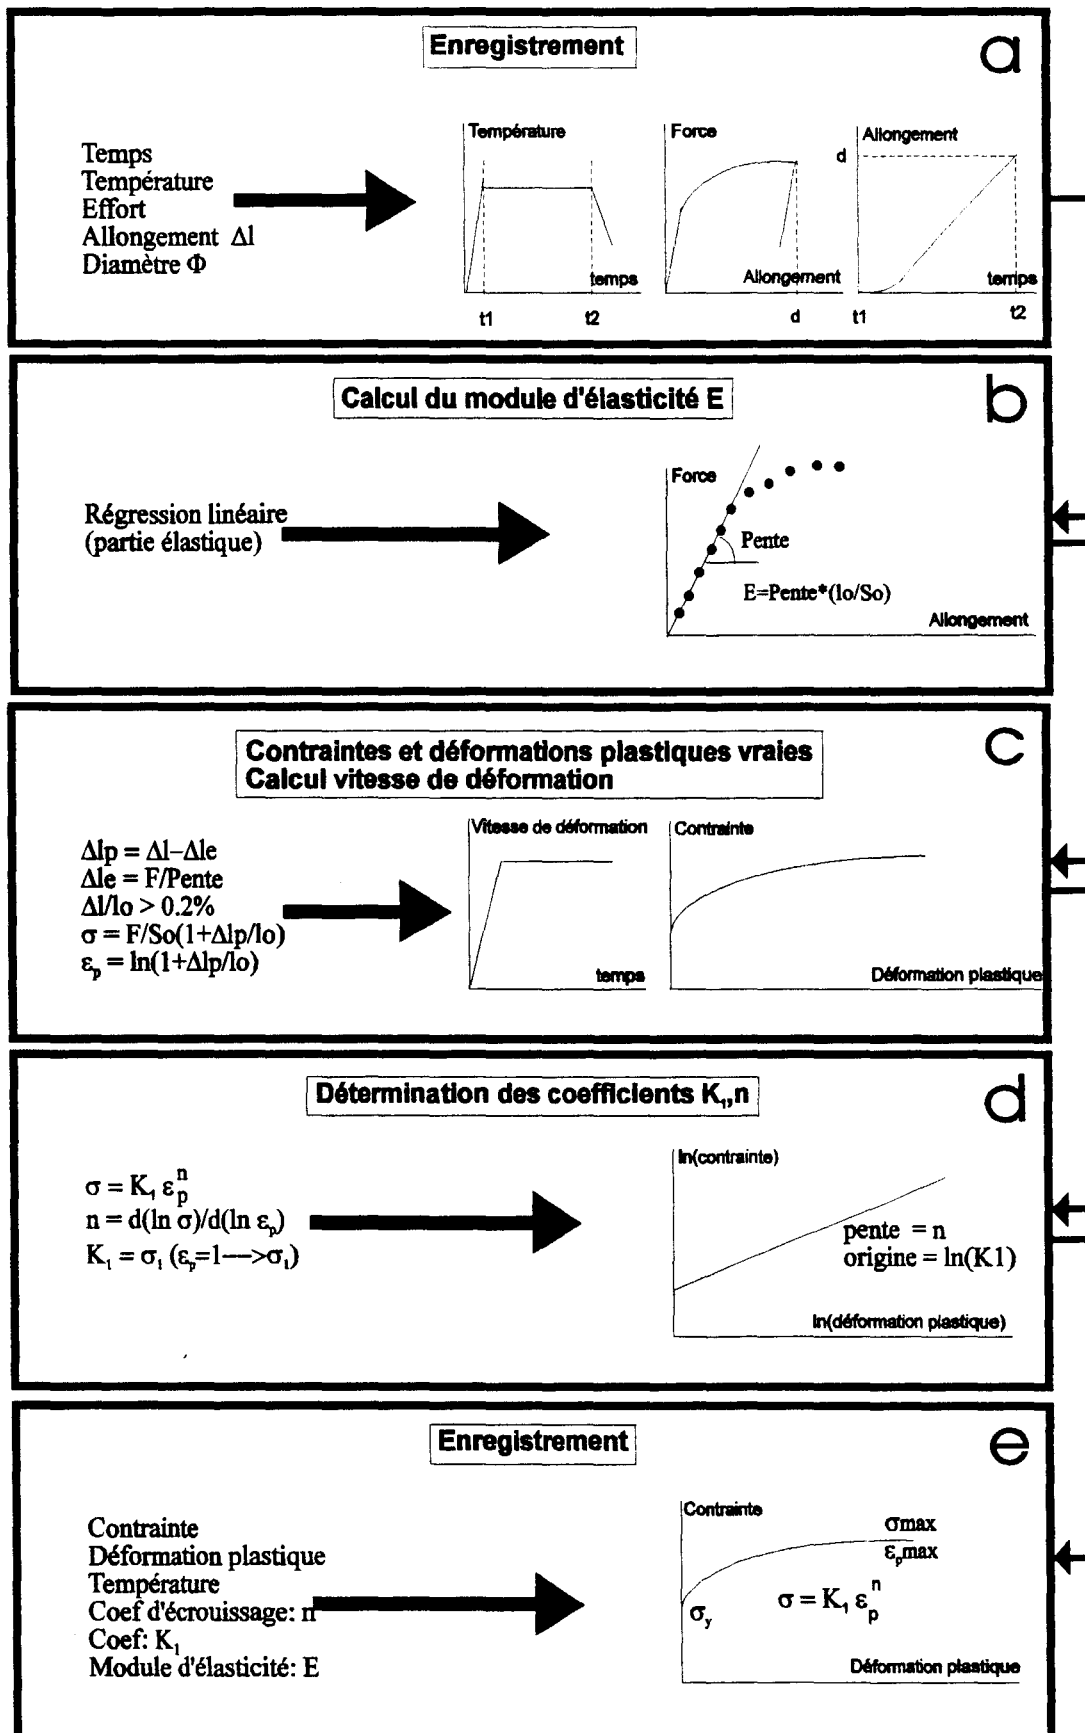 Enregistrement
a
Temps
Température
Effort
Allongement Δl
Diamètre Φ
Température
temps
t1
t2
Force
Allongement
d
Allongement
d
temps
t1
t2
Calcul du module d'élasticité E
b
Régression linéaire
(partie élastique)
Force
Pente
E=Pente*(lo/So)
Allongement
Contraintes et déformations plastiques vraies
Calcul vitesse de déformation
c
Δlp = Δl–Δle
Δle = F/Pente
Δl/lo > 0.2%
σ = F/So(1+Δlp/lo)
εₚ = ln(1+Δlp/lo)
Vitesse de déformation
temps
Contrainte
Déformation plastique
Détermination des coefficients K₁,n
d
σ = K₁ εₚⁿ
n = d(ln σ)/d(ln εₚ)
K₁ = σ₁ (εₚ=1—>σ₁)
ln(contrainte)
pente = n
origine = ln(K1)
ln(déformation plastique)
Enregistrement
e
Contrainte
Déformation plastique
Température
Coef d'écrouissage: n
Coef: K₁
Module d'élasticité: E
Contrainte
σmax
εₚmax
σ = K₁ εₚⁿ
σᵧ
Déformation plastique